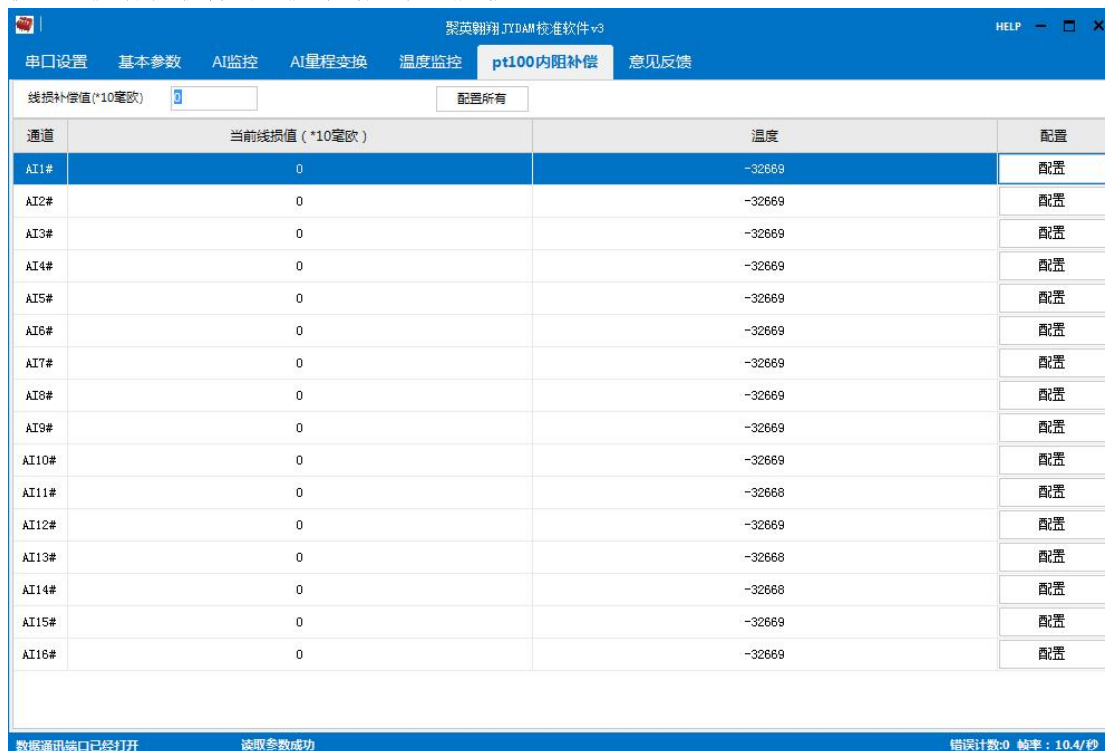 聚英翱翔JYDAM校准软件v3 HELP
串口设置 基本参数 AI监控 AI量程变换 温度监控 pt100内阻补偿 意见反馈
线损补偿值(*10毫欧) 0 配置所有
通道 当前线损值(*10毫欧) 温度 配置
AI1# 0 -32669 配置
AI2# 0 -32669 配置
AI3# 0 -32669 配置
AI4# 0 -32669 配置
AI5# 0 -32669 配置
AI6# 0 -32669 配置
AI7# 0 -32669 配置
AI8# 0 -32669 配置
AI9# 0 -32669 配置
AI10# 0 -32669 配置
AI11# 0 -32668 配置
AI12# 0 -32669 配置
AI13# 0 -32668 配置
AI14# 0 -32668 配置
AI15# 0 -32669 配置
AI16# 0 -32669 配置
数据通讯端口已经打开 读取参数成功 错误计数:0 帧率:10.4/秒